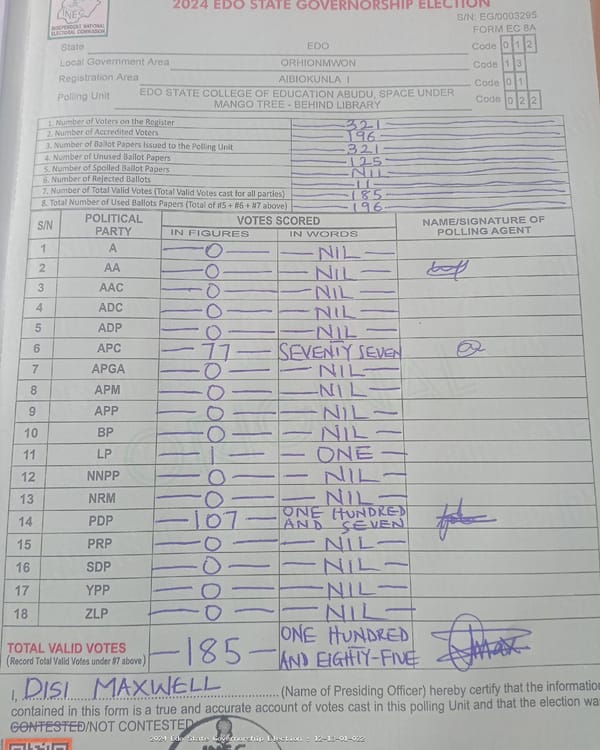 2024 EDO STATE GOVERNORSHIP ELECTION
INEC
INDEPENDENT NATIONAL
ELECTORAL COMMISSION
S/N: EG/0003295
FORM EC 8A
State EDO Code 0 1 2
Local Government Area ORHIONMWON Code 1 3
Registration Area AIBIOKUNLA 1 Code 0 1
Polling Unit EDO STATE COLLEGE OF EDUCATION ABUDU, SPACE UNDER MANGO TREE - BEHIND LIBRARY Code 0 2 2
1. Number of Voters on the Register 321
2. Number of Accredited Voters 196
3. Number of Ballot Papers Issued to the Polling Unit 321
4. Number of Unused Ballot Papers 125
5. Number of Spoiled Ballot Papers NIL
6. Number of Rejected Ballots 11
7. Number of Total Valid Votes (Total Valid Votes cast for all parties) 185
8. Total Number of Used Ballots Papers (Total of #5 + #6 + #7 above) 196
S/N POLITICAL PARTY VOTES SCORED NAME/SIGNATURE OF POLLING AGENT
IN FIGURES IN WORDS
1 A 0 NIL
2 AA 0 NIL
3 AAC 0 NIL
4 ADC 0 NIL
5 ADP 0 NIL
6 APC 77 SEVENTY SEVEN
7 APGA 0 NIL
8 APM 0 NIL
9 APP 0 NIL
10 BP 0 NIL
11 LP 1 ONE
12 NNPP 0 NIL
13 NRM 0 NIL
14 PDP 107 ONE HUNDRED AND SEVEN
15 PRP 0 NIL
16 SDP 0 NIL
17 YPP 0 NIL
18 ZLP 0 NIL
TOTAL VALID VOTES 185 ONE HUNDRED
(Record Total Valid Votes under #7 above) AND EIGHTY-FIVE
I, DISI MAXWELL (Name of Presiding Officer) hereby certify that the information
contained in this form is a true and accurate account of votes cast in this polling Unit and that the election was
CONTESTED/NOT CONTESTED
2024 Edo State Governorship Election : 12-13-01-022